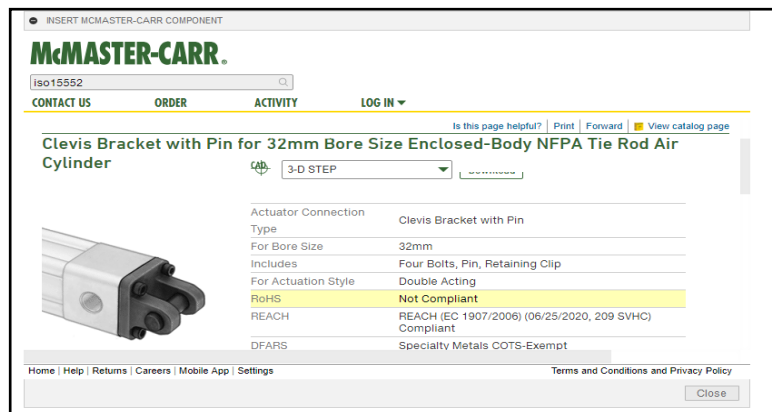 INSERT MCMASTER-CARR COMPONENT
McMASTER-CARR.
iso15552
CONTACT US ORDER ACTIVITY LOG IN
Is this page helpful? Print Forward View catalog page
Clevis Bracket with Pin for 32mm Bore Size Enclosed-Body NFPA Tie Rod Air
Cylinder
CAD 3-D STEP Download
Actuator Connection
Type Clevis Bracket with Pin
For Bore Size 32mm
Includes Four Bolts, Pin, Retaining Clip
For Actuation Style Double Acting
RoHS Not Compliant
REACH REACH (EC 1907/2006) (06/25/2020, 209 SVHC)
Compliant
DFARS Specialty Metals COTS-Exempt
Home | Help | Returns | Careers | Mobile App | Settings Terms and Conditions and Privacy Policy
Close